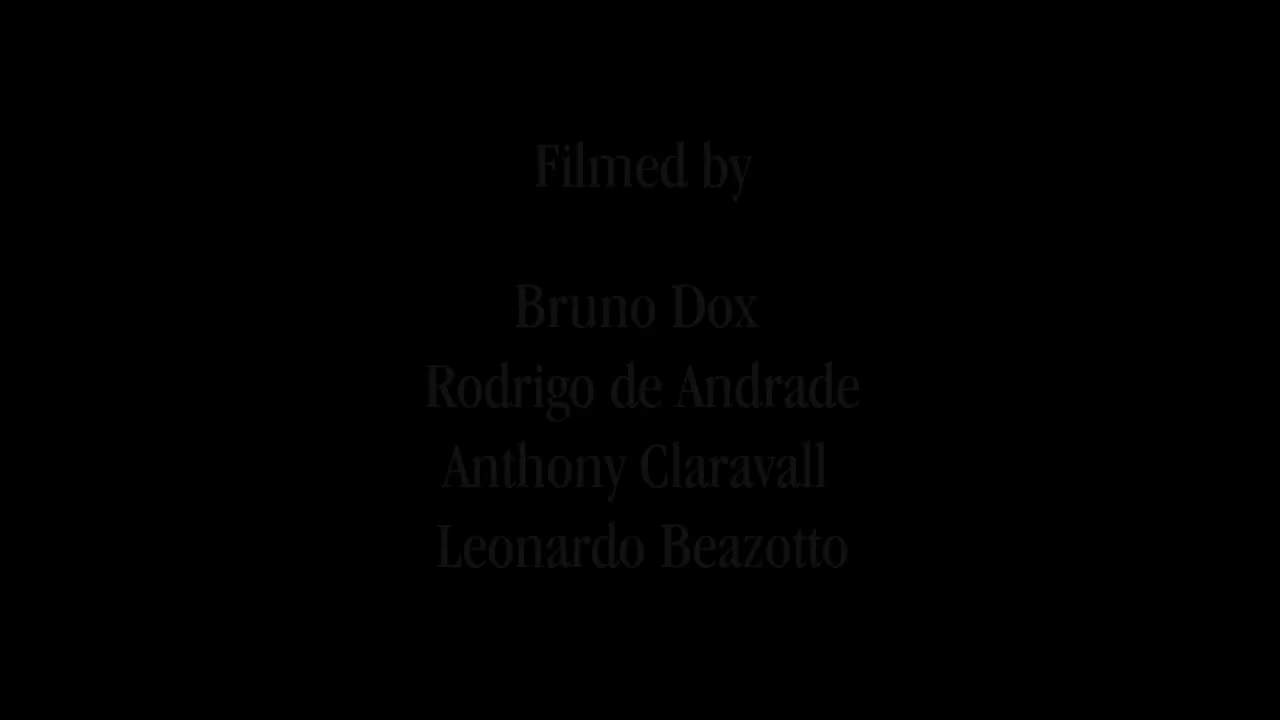 Filmed by
Bruno Dox
Rodrigo de Andrade
Anthony Claravall
Leonardo Beazotto